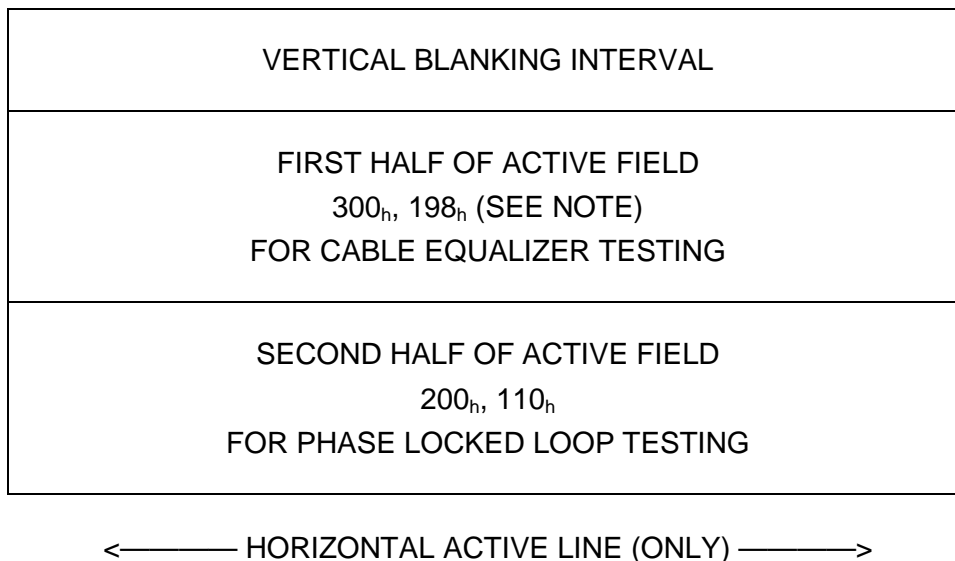 VERTICAL BLANKING INTERVAL
FIRST HALF OF ACTIVE FIELD
300h, 198h (SEE NOTE)
FOR CABLE EQUALIZER TESTING
SECOND HALF OF ACTIVE FIELD
200h, 110h
FOR PHASE LOCKED LOOP TESTING
<———— HORIZONTAL ACTIVE LINE (ONLY) ————>